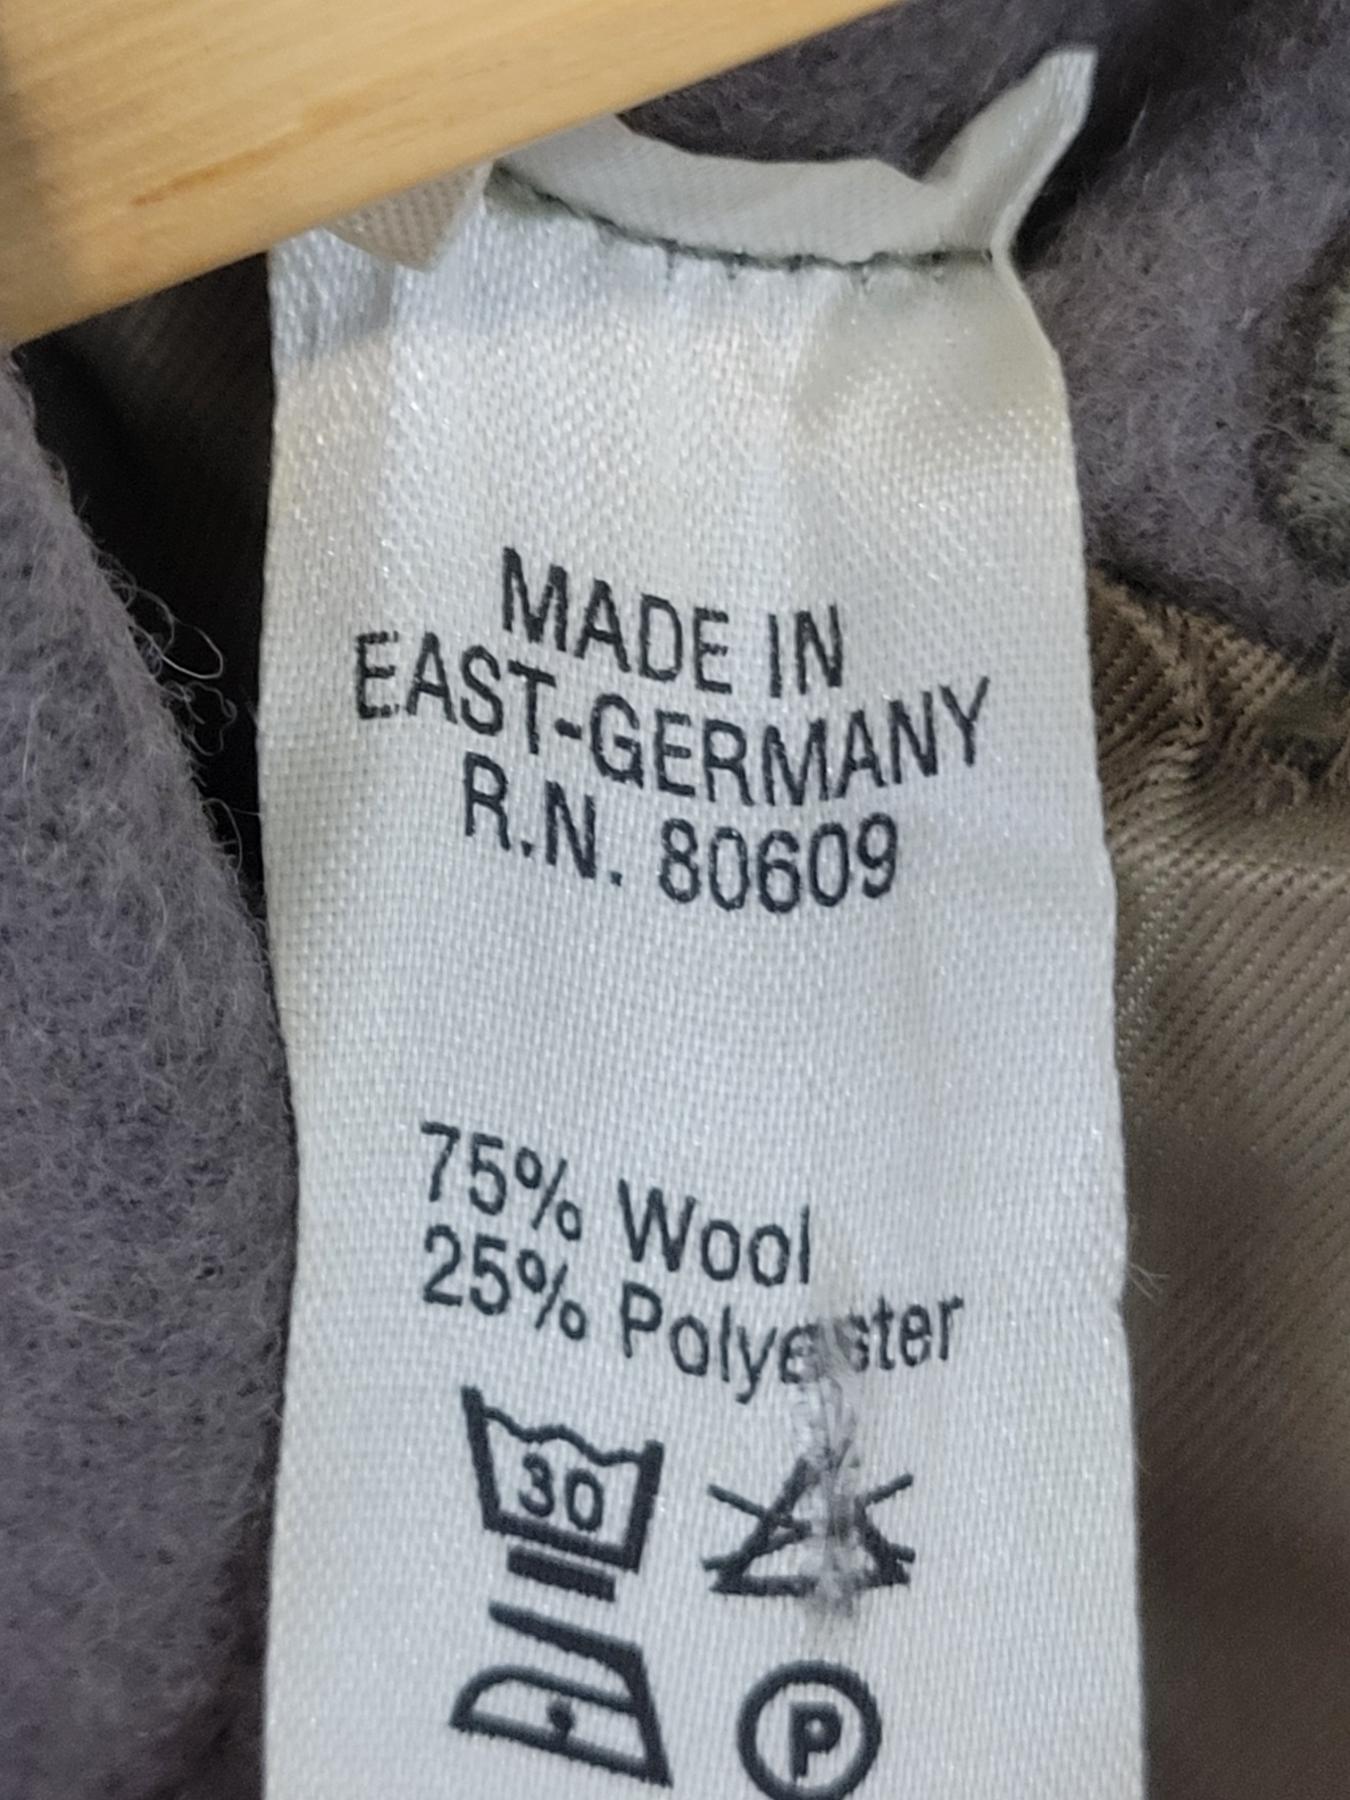 MADE IN
EAST-GERMANY
R.N. 80609
75% Wool
25% Polyester
30
P